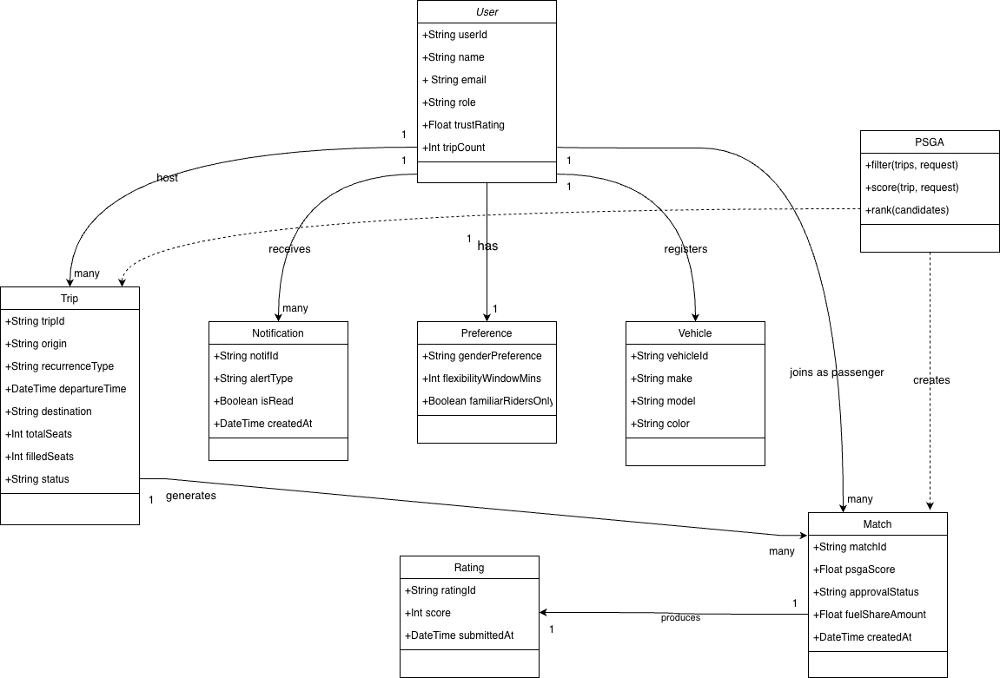 User
+String userId
+String name
+ String email
+String role
+Float trustRating
+Int tripCount
1
1
1
1
PSGA
+filter(trips, request)
+score(trip, request)
+rank(candidates)
host
receives
1
has
registers
many
many
1
joins as passenger
creates
Trip
+String tripId
+String origin
+String recurrenceType
+DateTime departureTime
+String destination
+Int totalSeats
+Int filledSeats
+String status
Notification
+String notifId
+String alertType
+Boolean isRead
+DateTime createdAt
Preference
+String genderPreference
+Int flexibilityWindowMins
+Boolean familiarRidersOnly
Vehicle
+String vehicleId
+String make
+String model
+String color
1
generates
many
many
Match
+String matchId
+Float psgaScore
+String approvalStatus
+Float fuelShareAmount
+DateTime createdAt
Rating
+String ratingId
+Int score
+DateTime submittedAt
1
produces
1